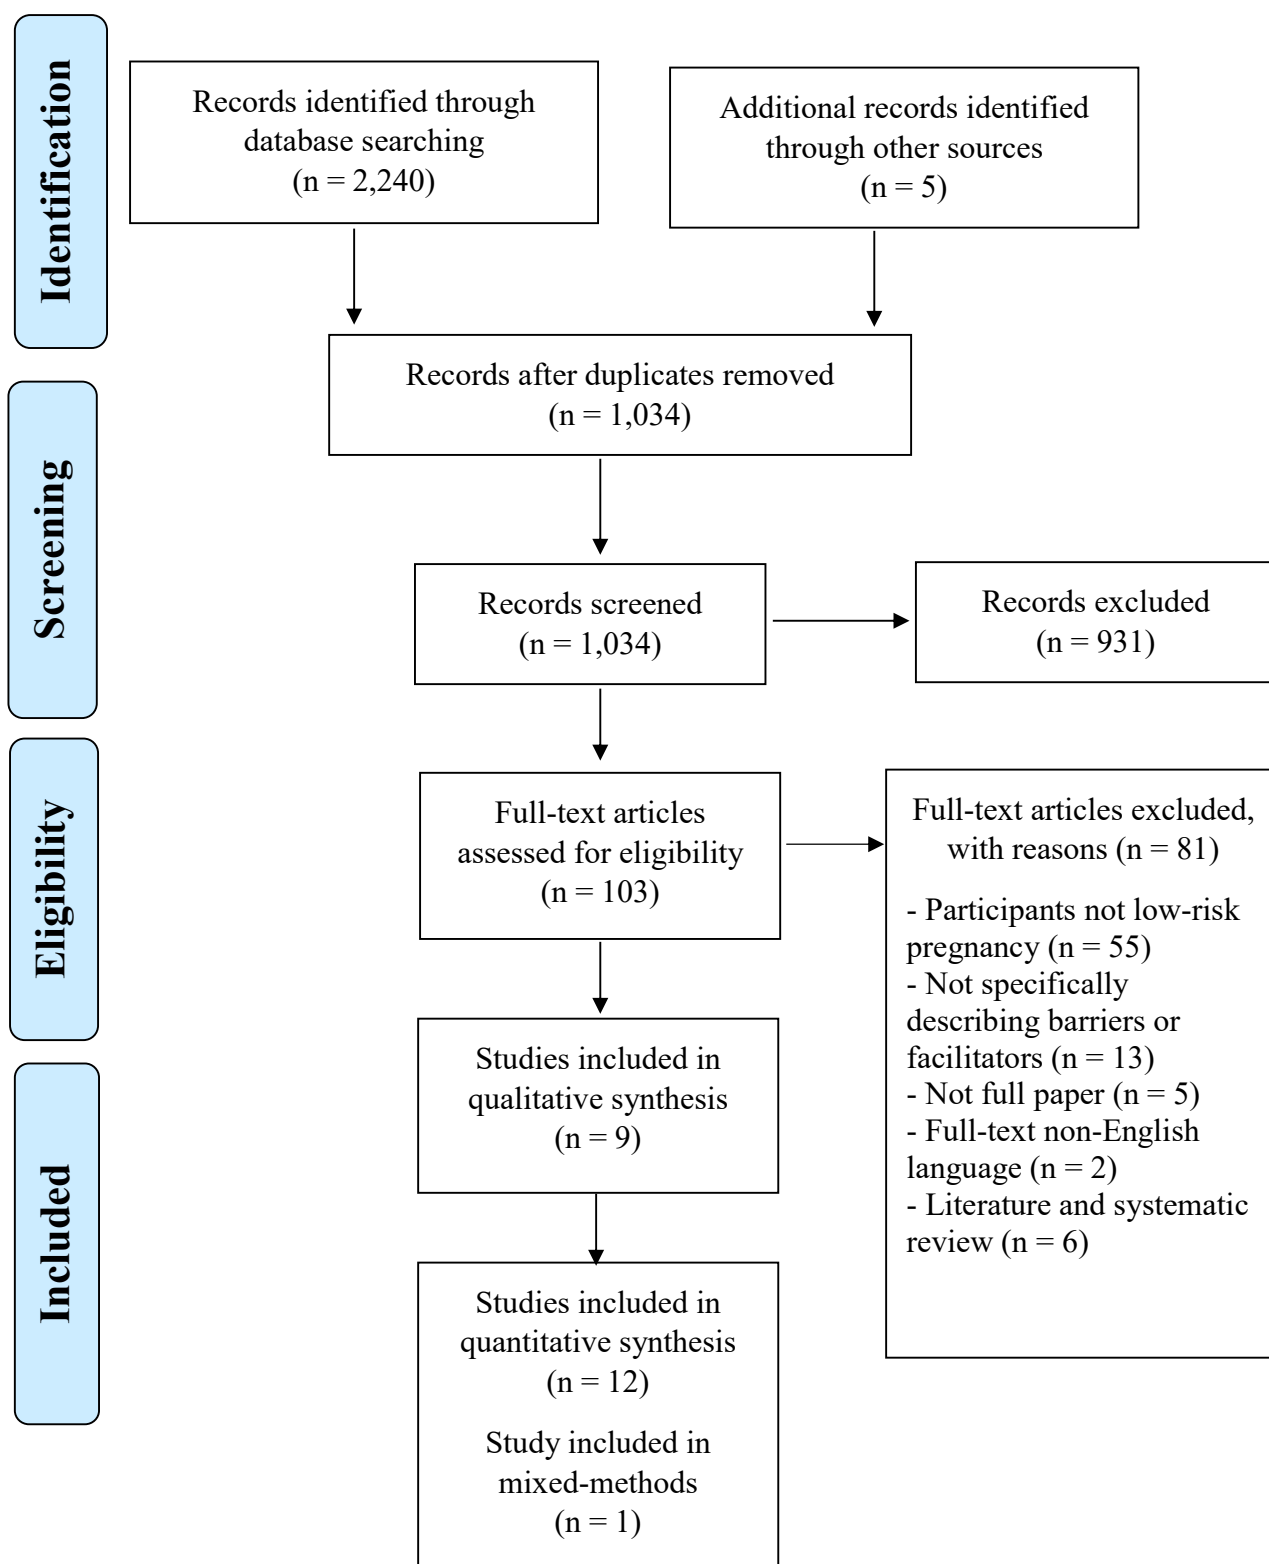 Identification
Records identified through
database searching
(n = 2,240)
Additional records identified
through other sources
(n = 5)
Records after duplicates removed
(n = 1,034)
Screening
Records screened
(n = 1,034)
Records excluded
(n = 931)
Eligibility
Full-text articles
assessed for eligibility
(n = 103)
Full-text articles excluded,
with reasons (n = 81)
- Participants not low-risk
pregnancy (n = 55)
- Not specifically
describing barriers or
facilitators (n = 13)
- Not full paper (n = 5)
- Full-text non-English
language (n = 2)
- Literature and systematic
review (n = 6)
Included
Studies included in
qualitative synthesis
(n = 9)
Studies included in
quantitative synthesis
(n = 12)
Study included in
mixed-methods
(n = 1)